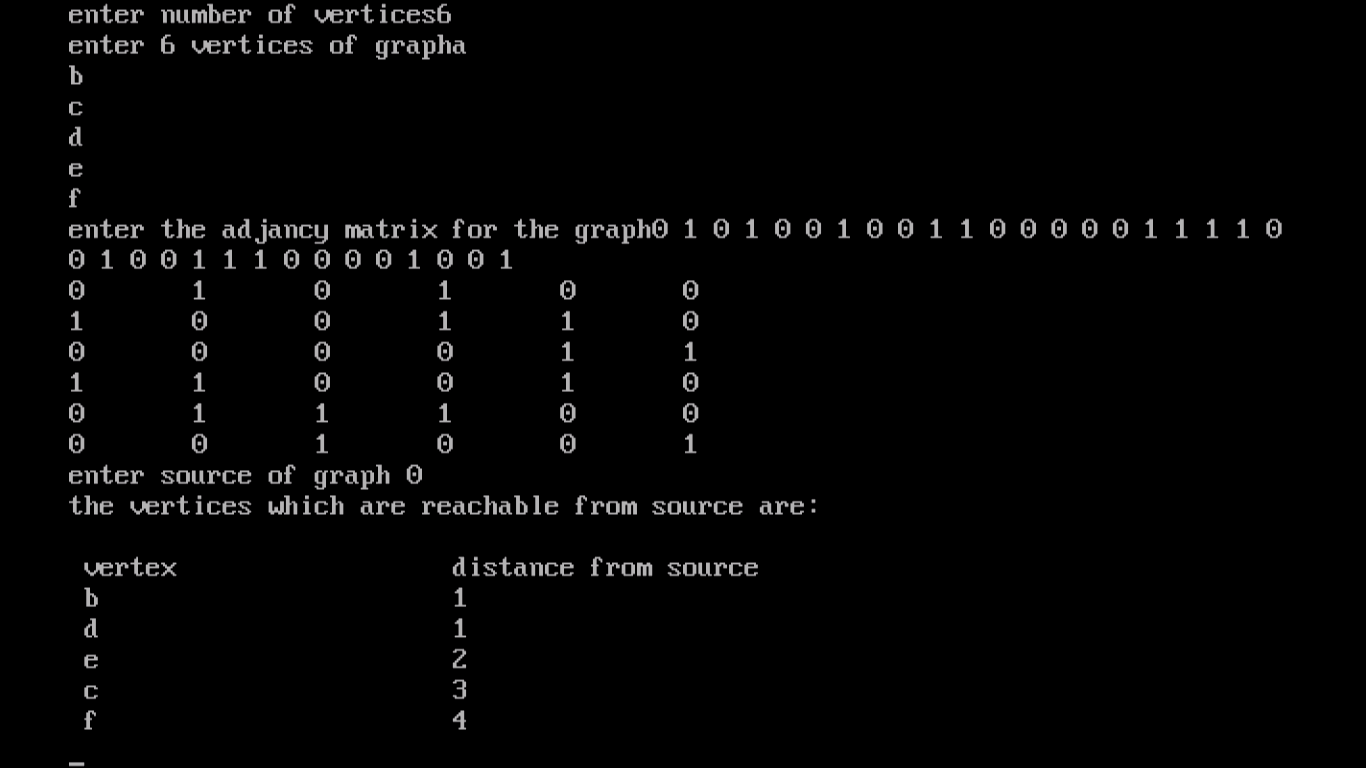 enter number of vertices6
enter 6 vertices of grapha
b
c
d
e
f
enter the adjancy matrix for the graph0 1 0 1 0 0 1 0 0 1 1 0 0 0 0 0 1 1 1 1 0
0 1 0 0 1 1 1 0 0 0 0 1 0 0 1
0 1 0 1 0 0
1 0 0 1 1 0
0 0 0 0 1 1
1 1 0 0 1 0
0 1 1 1 0 0
0 0 1 0 0 1
enter source of graph 0
the vertices which are reachable from source are:
vertex distance from source
b 1
d 1
e 2
c 3
f 4
_